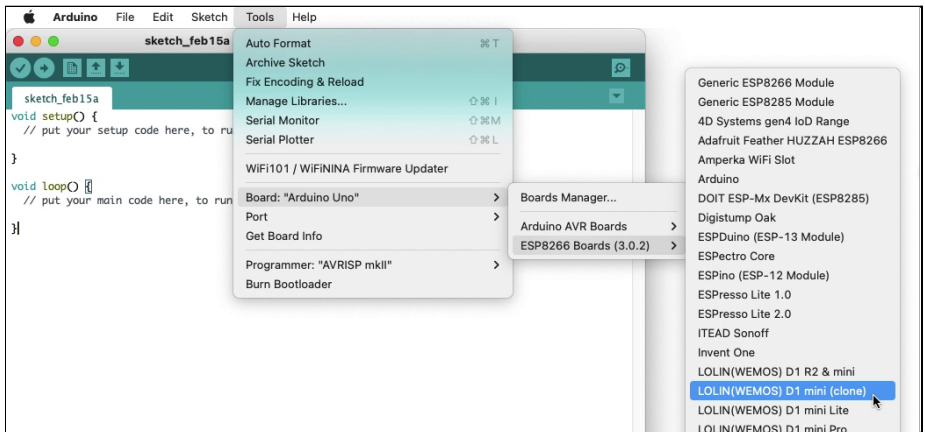 Arduino File Edit Sketch Tools Help
sketch_feb15a
sketch_feb15a
void setup() {
// put your setup code here, to ru
}
void loop() {
// put your main code here, to run
}
Auto Format ⌘ T
Archive Sketch
Fix Encoding & Reload
Manage Libraries... ⇧ ⌘ I
Serial Monitor ⇧ ⌘ M
Serial Plotter ⇧ ⌘ L
WiFi101 / WiFiNINA Firmware Updater
Board: "Arduino Uno"
Port
Get Board Info
Programmer: "AVRISP mkII"
Burn Bootloader
Boards Manager...
Arduino AVR Boards
ESP8266 Boards (3.0.2)
Generic ESP8266 Module
Generic ESP8285 Module
4D Systems gen4 IoD Range
Adafruit Feather HUZZAH ESP8266
Amperka WiFi Slot
Arduino
DOIT ESP-Mx DevKit (ESP8285)
Digistump Oak
ESPDuino (ESP-13 Module)
ESPectro Core
ESPino (ESP-12 Module)
ESPresso Lite 1.0
ESPresso Lite 2.0
ITEAD Sonoff
Invent One
LOLIN(WEMOS) D1 R2 & mini
LOLIN(WEMOS) D1 mini (clone)
LOLIN(WEMOS) D1 mini Lite
LOLIN(WEMOS) D1 mini Pro